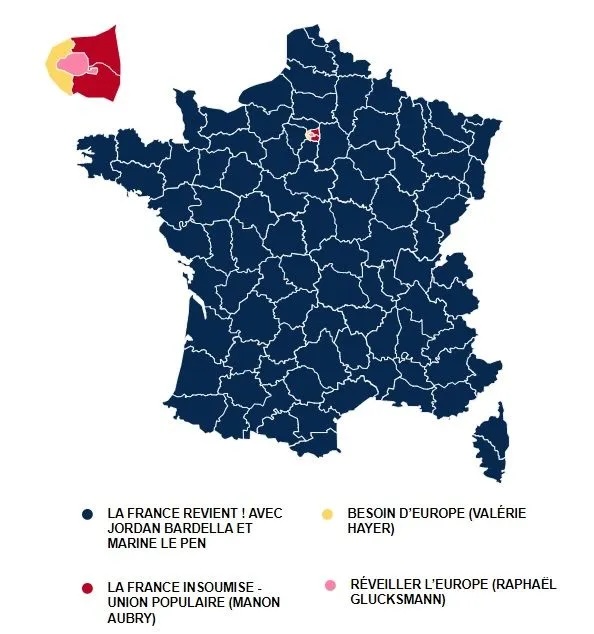 LA FRANCE REVIENT ! AVEC
JORDAN BARDELLA ET
MARINE LE PEN
BESOIN D'EUROPE (VALÉRIE
HAYER)
LA FRANCE INSOUMISE -
UNION POPULAIRE (MANON
AUBRY)
RÉVEILLER L'EUROPE (RAPHAËL
GLUCKSMANN)